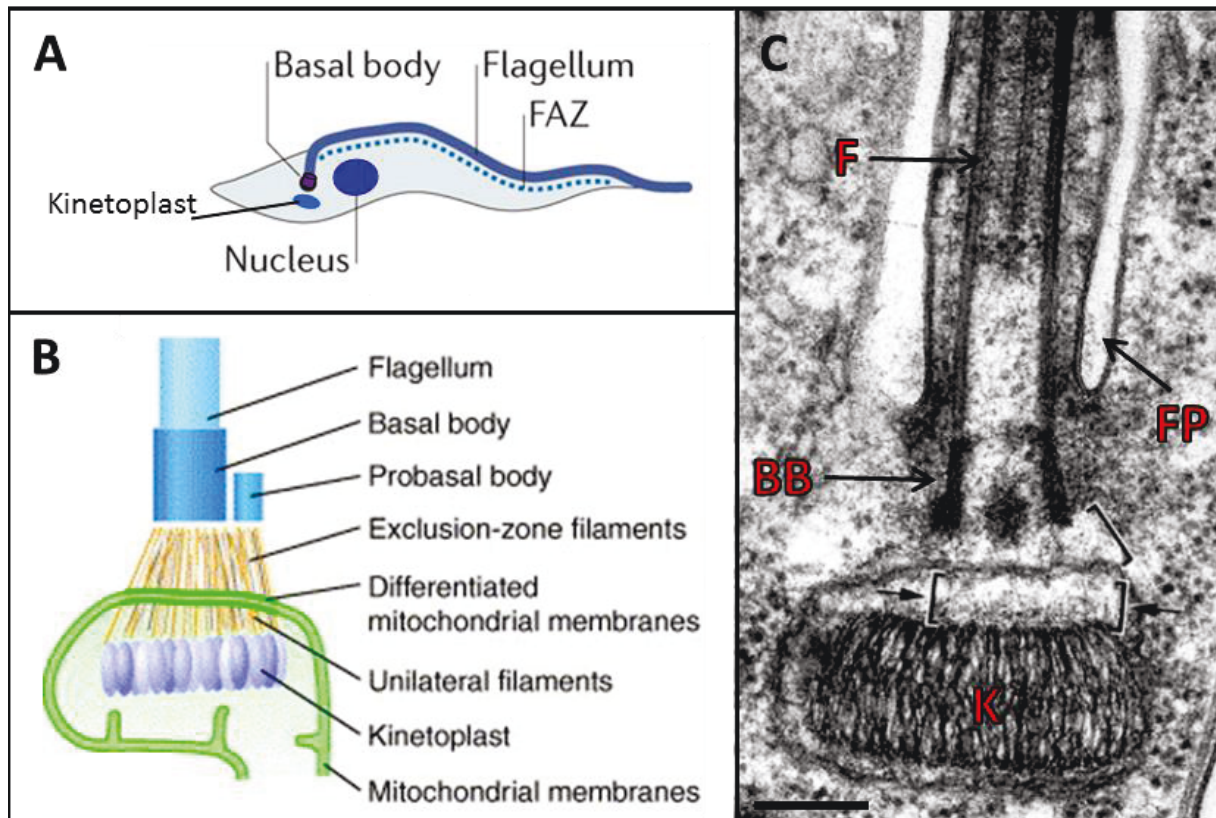 A
Basal body
Flagellum
FAZ
Kinetoplast
Nucleus
B
Flagellum
Basal body
Probasal body
Exclusion-zone filaments
Differentiated
mitochondrial membranes
Unilateral filaments
Kinetoplast
Mitochondrial membranes
C
F
FP
BB
K